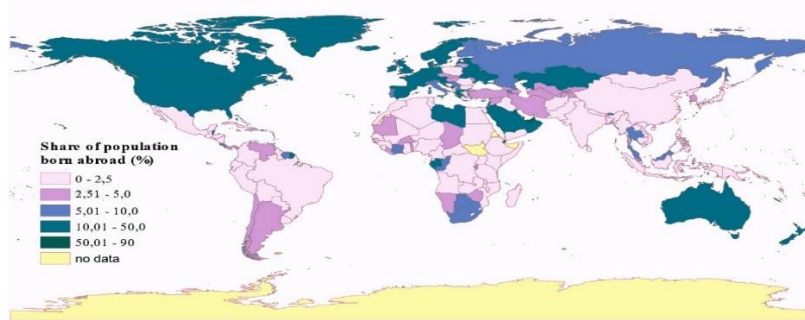 Share of population
born abroad (%)
0 - 2,5
2,51 - 5,0
5,01 - 10,0
10,01 - 50,0
50,01 - 90
no data